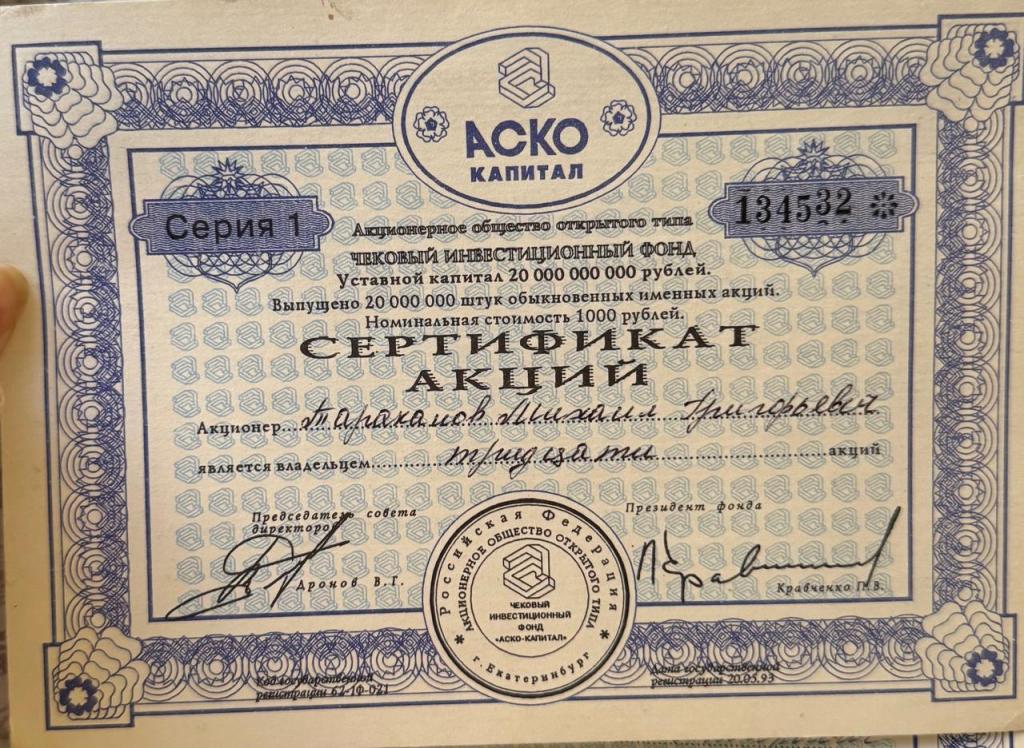 АСКО
КАПИТАЛ
Серия 1
134532
Акционерное общество открытого типа
ЧЕКОВЫЙ ИНВЕСТИЦИОННЫЙ ФОНД
Уставной капитал 20 000 000 000 рублей.
Выпущено 20 000 000 штук обыкновенных именных акций.
Номинальная стоимость 1000 рублей.
СЕРТИФИКАТ
АКЦИЙ
Акционер...Тараканов Михаил Григорьевич
является владельцем...тридцати...акций
Председатель совета
директоров
Дронов В.Г.
Президент фонда
Кравченко П.В.
Российская Федерация
АКЦИОНЕРНОЕ ОБЩЕСТВО ОТКРЫТОГО ТИПА
ЧЕКОВЫЙ
ИНВЕСТИЦИОННЫЙ
ФОНД
«АСКО-КАПИТАЛ»
г. Екатеринбург
Код государственной
регистрации 62-1Ф-021
Дата государственной
регистрации 20.05.93